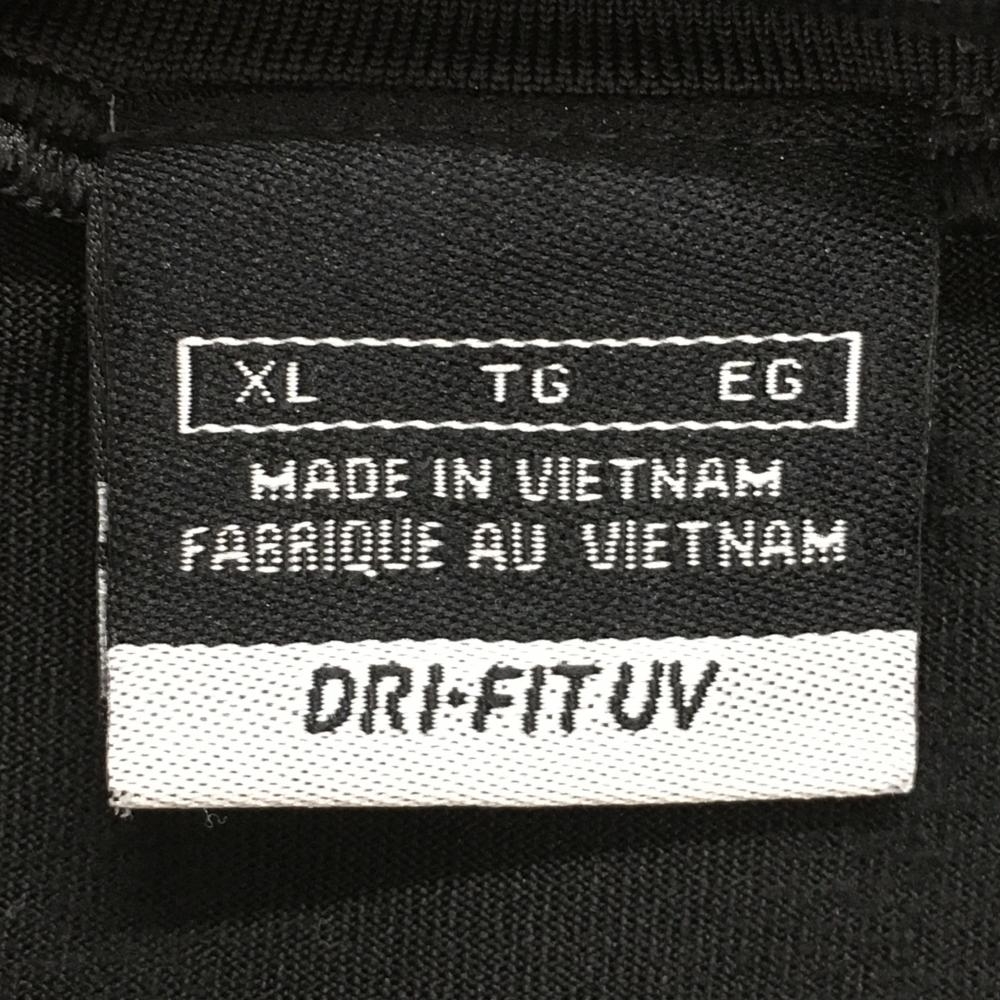 XL TG EG
MADE IN VIETNAM
FABRIQUE AU VIETNAM
DRI•FIT UV